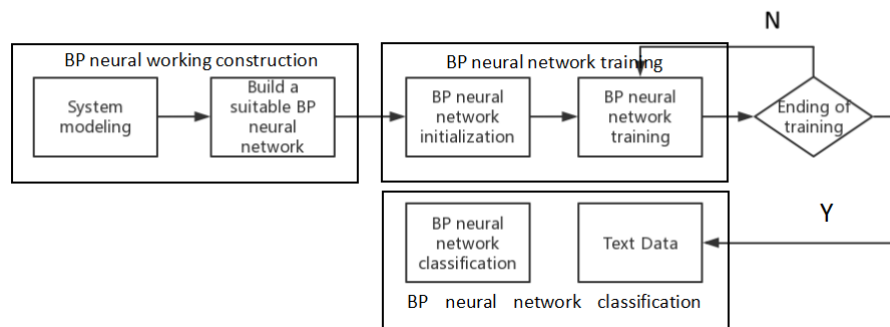 N
BP neural working construction
BP neural network training
System
modeling
Build a
suitable BP
neural
network
BP neural
network
initialization
BP neural
network
training
Ending of
training
Y
BP neural
network
classification
Text Data
BP neural network classification